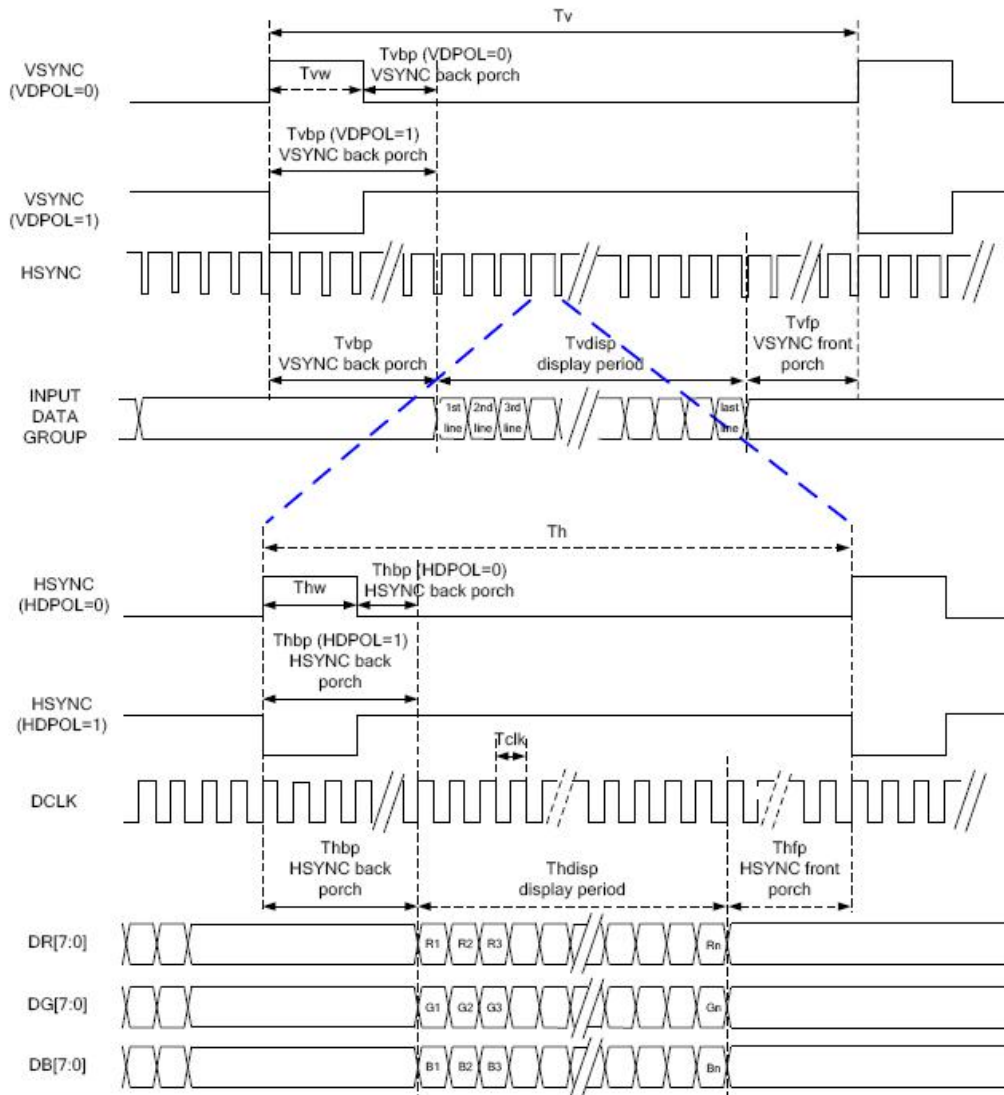 Tv
Tvbp (VDPOL=0)
VSYNC back porch
VSYNC
(VDPOL=0)
Tvw
Tvbp (VDPOL=1)
VSYNC back porch
VSYNC
(VDPOL=1)
HSYNC
Tvbp
VSYNC back porch
Tvdisp
display period
Tvfp
VSYNC front
porch
INPUT
DATA
GROUP
1st
line
2nd
line
3rd
line
last
line
Th
HSYNC
(HDPOL=0)
Thw
Thbp (HDPOL=0)
HSYNC back porch
Thbp (HDPOL=1)
HSYNC back
porch
HSYNC
(HDPOL=1)
Tclk
DCLK
Thbp
HSYNC back
porch
Thdisp
display period
Thfp
HSYNC front
porch
DR[7:0]
R1 R2 R3 Rn
DG[7:0]
G1 G2 G3 Gn
DB[7:0]
B1 B2 B3 Bn